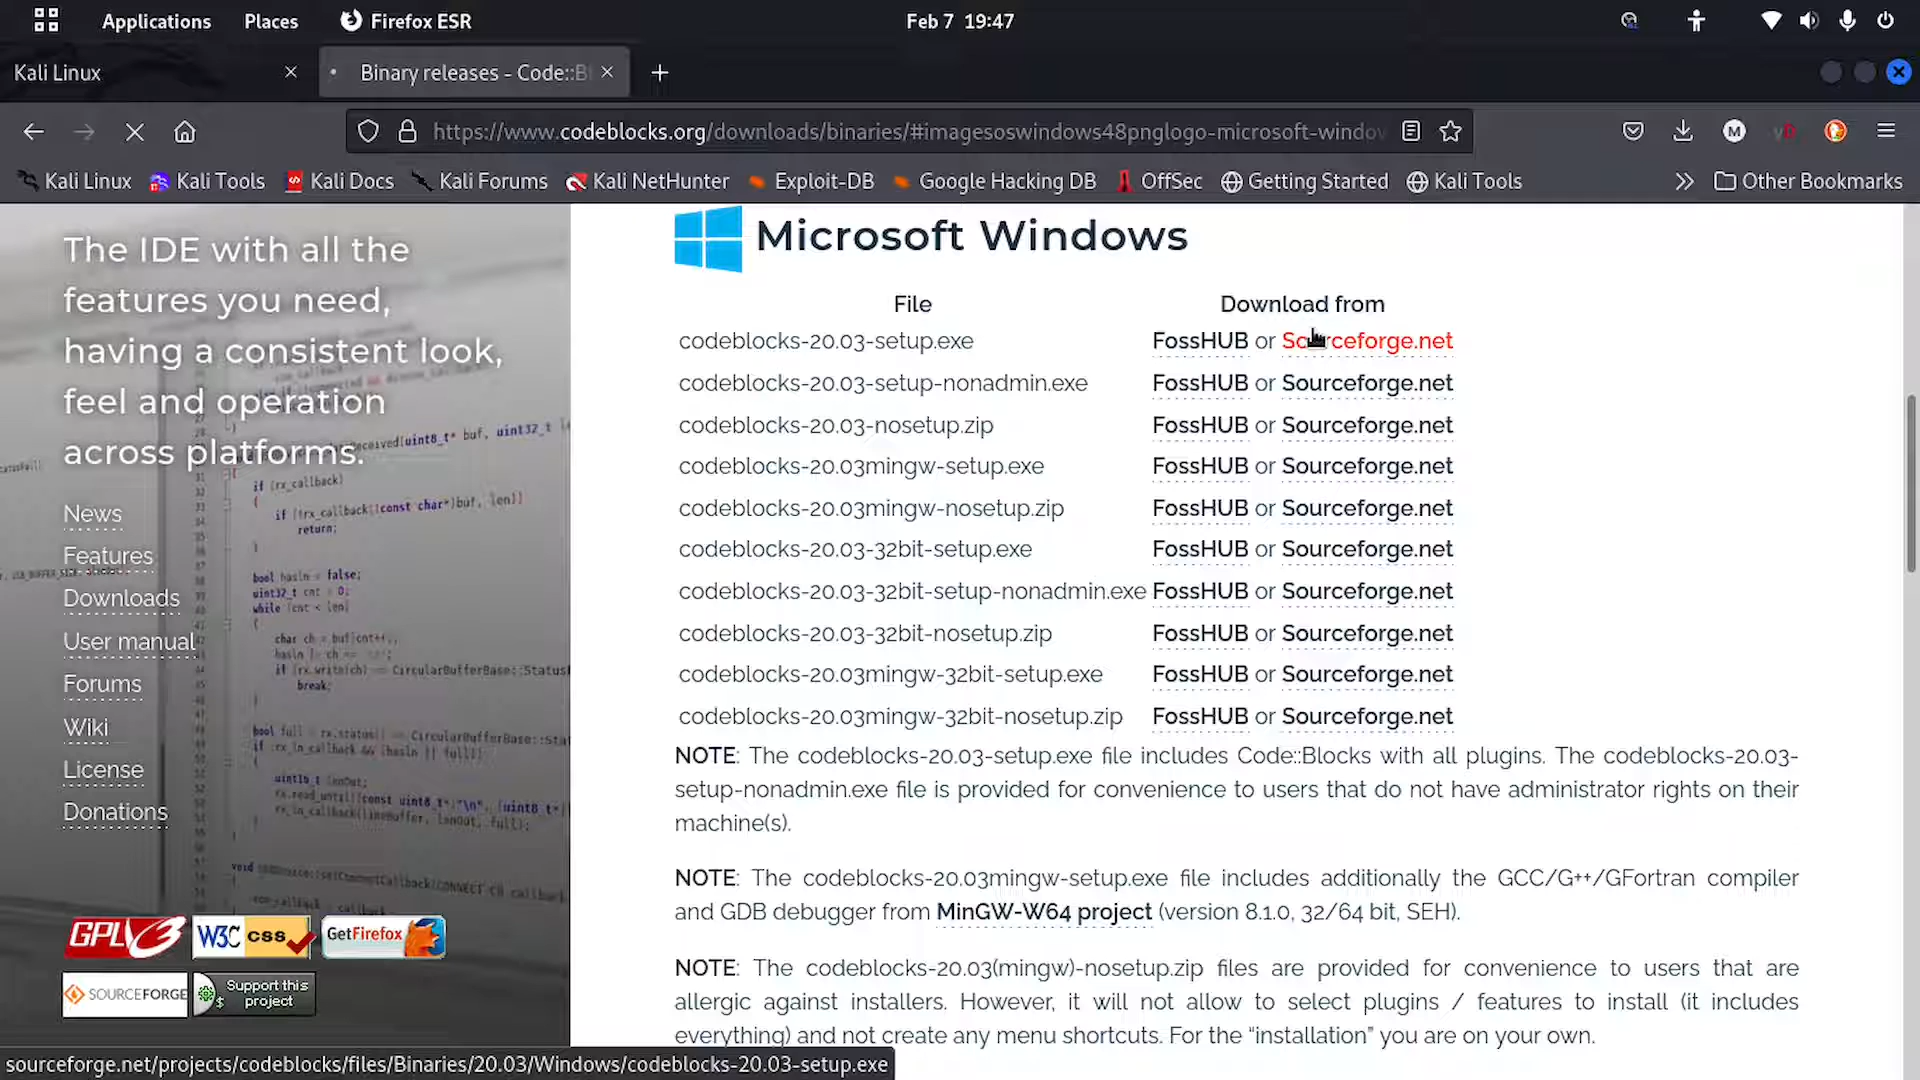 Applications Places Firefox ESR Feb 7 19:47
Kali Linux Binary releases - Code::Bl
https://www.codeblocks.org/downloads/binaries/#imagesoswindows48pnglogo-microsoft-window M
Kali Linux Kali Tools Kali Docs Kali Forums Kali NetHunter Exploit-DB Google Hacking DB OffSec Getting Started Kali Tools Other Bookmarks
The IDE with all the
features you need,
having a consistent look,
feel and operation
across platforms.
News
Features
Downloads
User manual
Forums
Wiki
License
Donations
if (rx_callback)
return;
bool hasln = false;
uint32_t cnt = 0;
break;
GPLv3 W3C css GetFirefox
SOURCEFORGE Support this
project
Microsoft Windows
File Download from
codeblocks-20.03-setup.exe FossHUB or Sourceforge.net
codeblocks-20.03-setup-nonadmin.exe FossHUB or Sourceforge.net
codeblocks-20.03-nosetup.zip FossHUB or Sourceforge.net
codeblocks-20.03mingw-setup.exe FossHUB or Sourceforge.net
codeblocks-20.03mingw-nosetup.zip FossHUB or Sourceforge.net
codeblocks-20.03-32bit-setup.exe FossHUB or Sourceforge.net
codeblocks-20.03-32bit-setup-nonadmin.exe FossHUB or Sourceforge.net
codeblocks-20.03-32bit-nosetup.zip FossHUB or Sourceforge.net
codeblocks-20.03mingw-32bit-setup.exe FossHUB or Sourceforge.net
codeblocks-20.03mingw-32bit-nosetup.zip FossHUB or Sourceforge.net
NOTE: The codeblocks-20.03-setup.exe file includes Code::Blocks with all plugins. The codeblocks-20.03-
setup-nonadmin.exe file is provided for convenience to users that do not have administrator rights on their
machine(s).
NOTE: The codeblocks-20.03mingw-setup.exe file includes additionally the GCC/G++/GFortran compiler
and GDB debugger from MinGW-W64 project (version 8.1.0, 32/64 bit, SEH).
NOTE: The codeblocks-20.03(mingw)-nosetup.zip files are provided for convenience to users that are
allergic against installers. However, it will not allow to select plugins / features to install (it includes
everything) and not create any menu shortcuts. For the “installation” you are on your own.
sourceforge.net/projects/codeblocks/files/Binaries/20.03/Windows/codeblocks-20.03-setup.exe